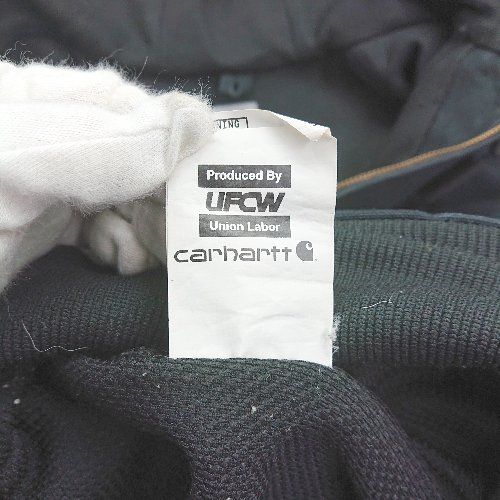 Produced By
UFCW
Union Labor
carhartt